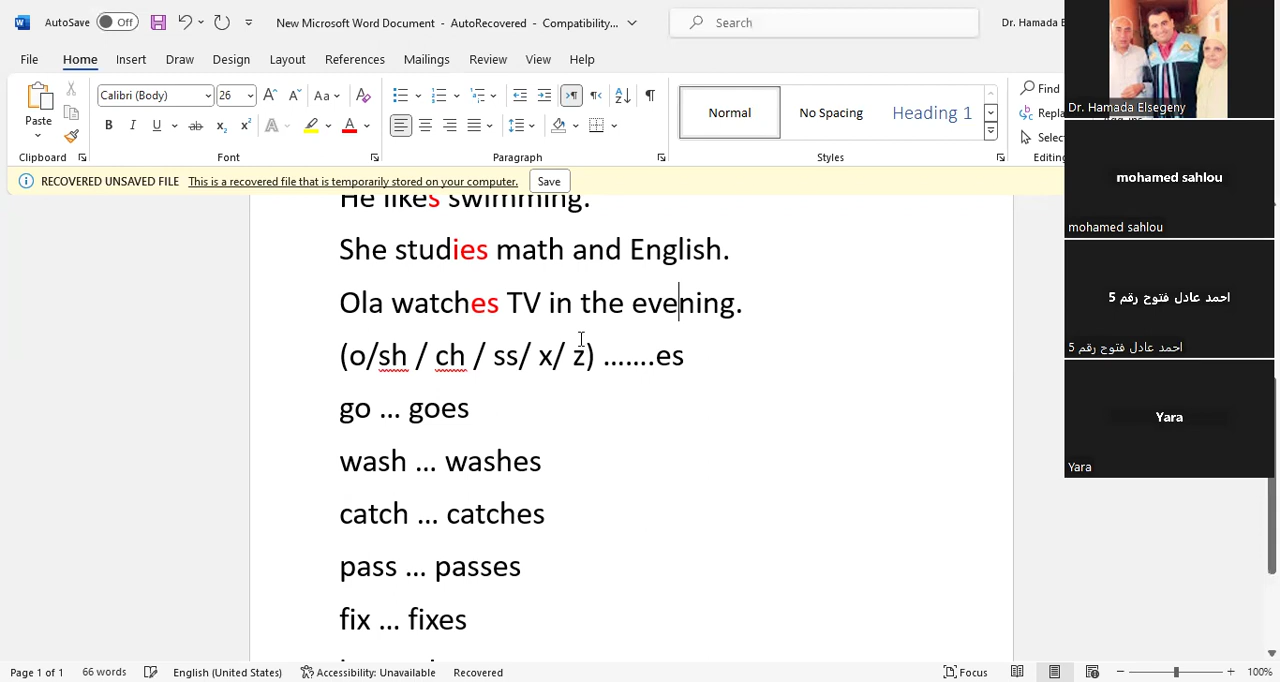 AutoSave Off New Microsoft Word Document - AutoRecovered - Compatibility... Search Dr. Hamada E
File Home Insert Draw Design Layout References Mailings Review View Help
Paste Calibri (Body) 26 Aa Normal No Spacing Heading 1 Find
Clipboard Font Paragraph Styles Editing
RECOVERED UNSAVED FILE This is a recovered file that is temporarily stored on your computer. Save
He likes swimming.
She studies math and English.
Ola watches TV in the evening.
(o/sh / ch / ss/ x/ z) .......es
go ... goes
wash ... washes
catch ... catches
pass ... passes
fix ... fixes
Page 1 of 1 66 words English (United States) Accessibility: Unavailable Recovered Focus 100%
Dr. Hamada Elsegeny
mohamed sahlou
mohamed sahlou
احمد عادل فتوح رقم 5
احمد عادل فتوح رقم 5
Yara
Yara